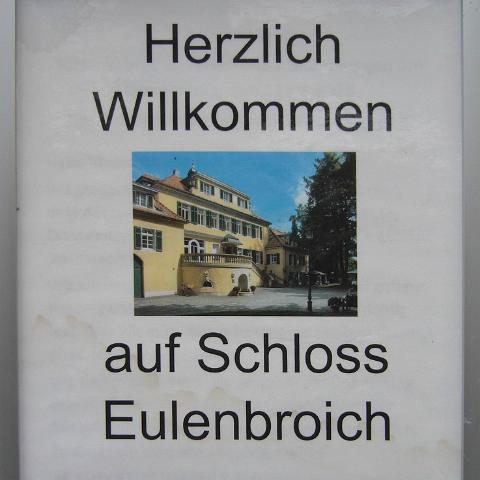 Herzlich
Willkommen
auf Schloss
Eulenbroich